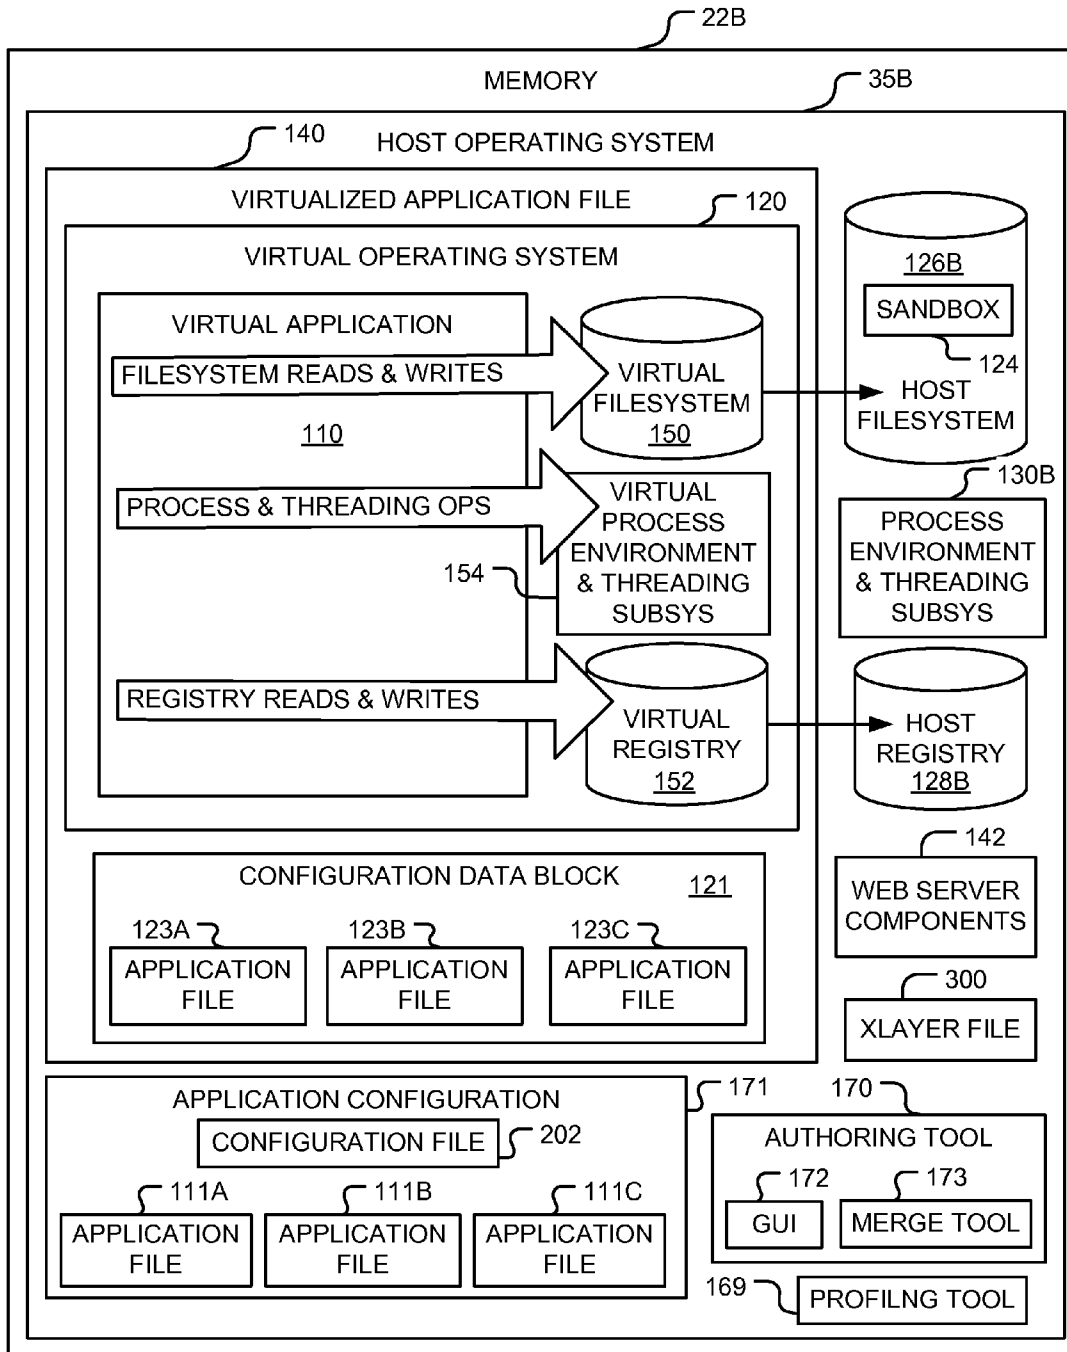 22B
MEMORY
35B
HOST OPERATING SYSTEM
140
VIRTUALIZED APPLICATION FILE
120
VIRTUAL OPERATING SYSTEM
VIRTUAL APPLICATION
FILESYSTEM READS & WRITES
110
VIRTUAL
FILESYSTEM
150
126B
SANDBOX
124
HOST
FILESYSTEM
PROCESS & THREADING OPS
VIRTUAL
PROCESS
ENVIRONMENT
& THREADING
SUBSYS
154
130B
PROCESS
ENVIRONMENT
& THREADING
SUBSYS
REGISTRY READS & WRITES
VIRTUAL
REGISTRY
152
HOST
REGISTRY
128B
CONFIGURATION DATA BLOCK
121
123A
APPLICATION
FILE
123B
APPLICATION
FILE
123C
APPLICATION
FILE
142
WEB SERVER
COMPONENTS
300
XLAYER FILE
171
APPLICATION CONFIGURATION
CONFIGURATION FILE
202
111A
APPLICATION
FILE
111B
APPLICATION
FILE
111C
APPLICATION
FILE
170
AUTHORING TOOL
172
GUI
173
MERGE TOOL
169
PROFILNG TOOL